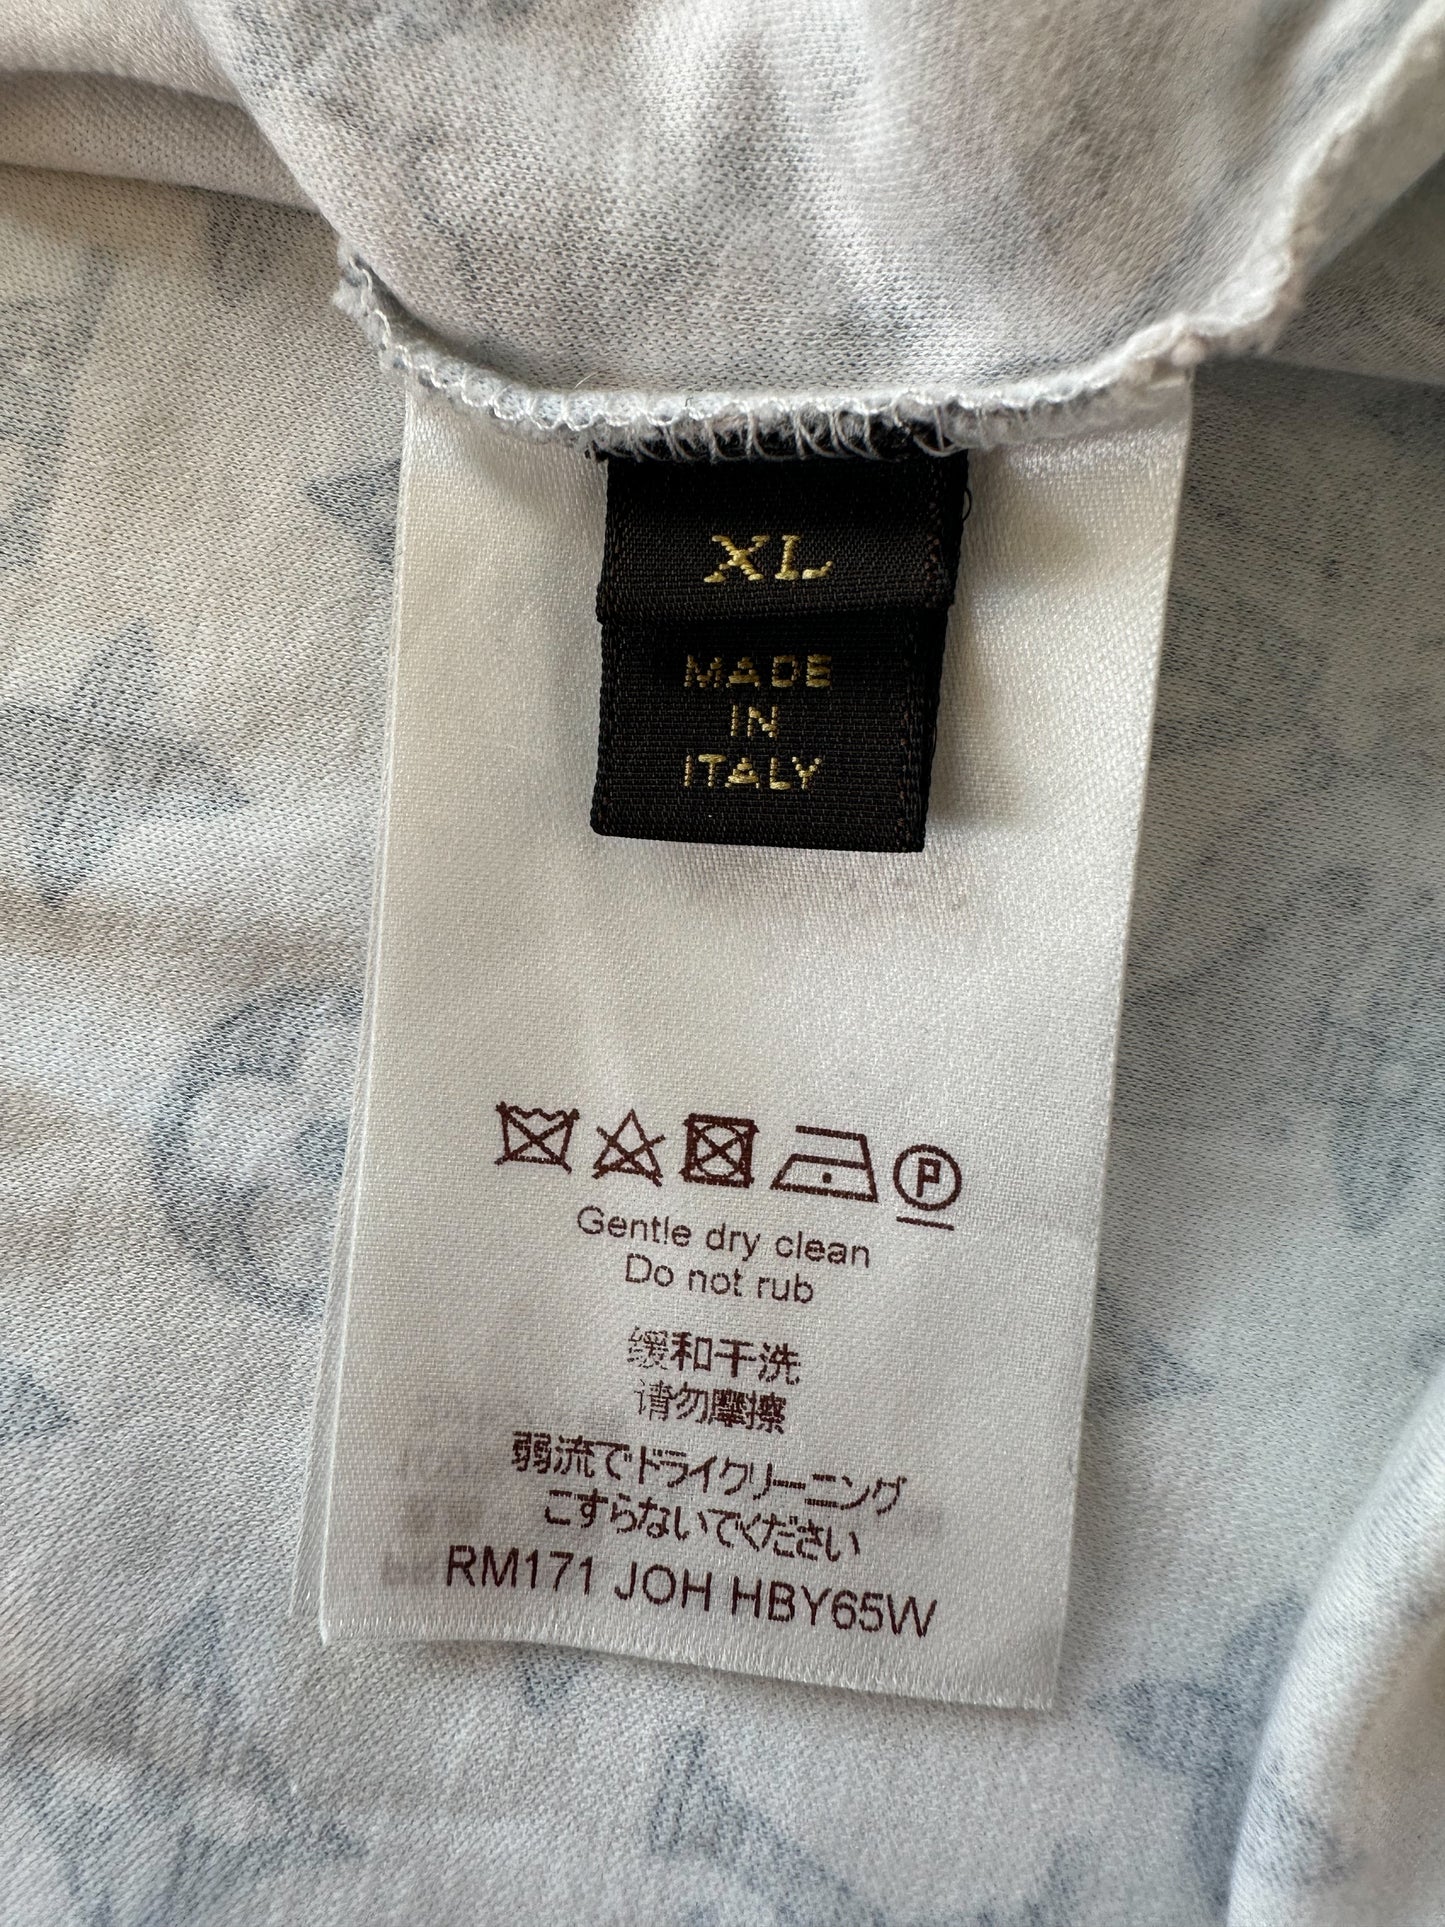 XL
MADE
IN
ITALY
P
Gentle dry clean
Do not rub
缓和干洗
请勿摩擦
弱流でドライクリーニング
こすらないでください
RM171 JOH HBY65W